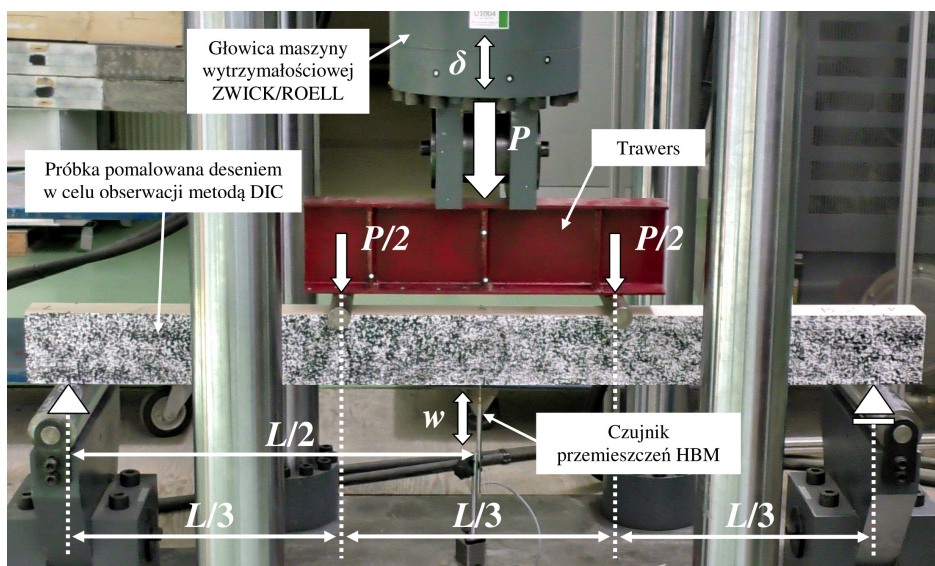 U1004
Głowica maszyny
wytrzymałościowej
ZWICK/ROELL
δ
P
Trawers
Próbka pomalowana deseniem
w celu obserwacji metodą DIC
P/2
P/2
w
L/2
Czujnik
przemieszczeń HBM
L/3
L/3
L/3